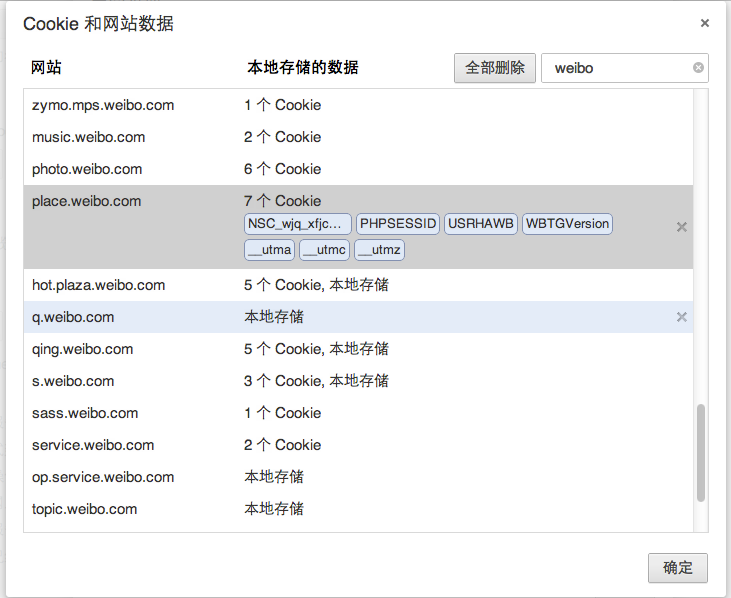 Cookie 和网站数据
网站 本地存储的数据 全部删除 weibo
zymo.mps.weibo.com 1 个 Cookie
music.weibo.com 2 个 Cookie
photo.weibo.com 6 个 Cookie
place.weibo.com 7 个 Cookie
NSC_wjq_xfjc... PHPSESSID USRHAWB WBTGVersion
__utma __utmc __utmz
hot.plaza.weibo.com 5 个 Cookie, 本地存储
q.weibo.com 本地存储
qing.weibo.com 5 个 Cookie, 本地存储
s.weibo.com 3 个 Cookie, 本地存储
sass.weibo.com 1 个 Cookie
service.weibo.com 2 个 Cookie
op.service.weibo.com 本地存储
topic.weibo.com 本地存储
确定